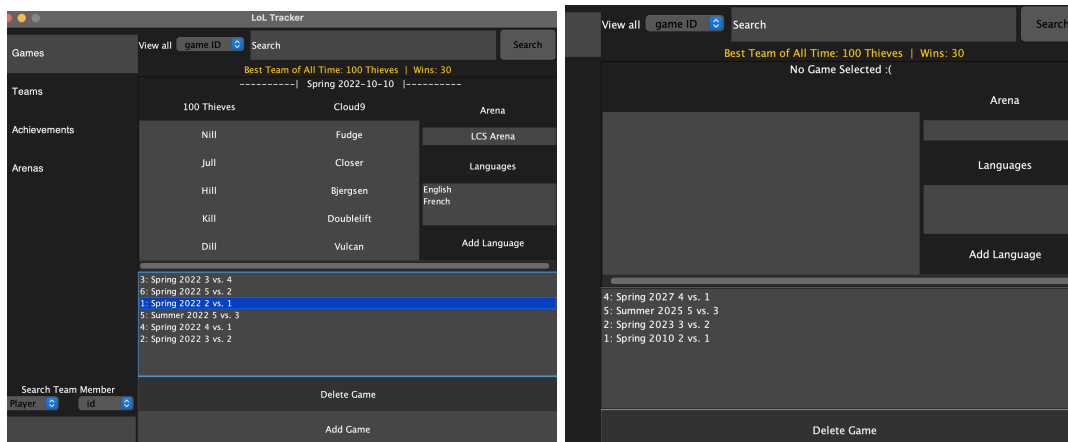 LoL Tracker
Games
Teams
Achievements
Arenas
Search Team Member
Player id
View all game ID Search Search
Best Team of All Time: 100 Thieves | Wins: 30
----------| Spring 2022-10-10 |----------
100 Thieves Cloud9 Arena
Nill Fudge LCS Arena
Jull Closer Languages
Hill Bjergsen English
French
Kill Doublelift
Dill Vulcan Add Language
3: Spring 2022 3 vs. 4
6: Spring 2022 5 vs. 2
1: Spring 2022 2 vs. 1
5: Summer 2022 5 vs. 3
4: Spring 2022 4 vs. 1
2: Spring 2022 3 vs. 2
Delete Game
Add Game
View all game ID Search Search
Best Team of All Time: 100 Thieves | Wins: 30
No Game Selected :(
Arena
Languages
Add Language
4: Spring 2027 4 vs. 1
5: Summer 2025 5 vs. 3
2: Spring 2023 3 vs. 2
1: Spring 2010 2 vs. 1
Delete Game